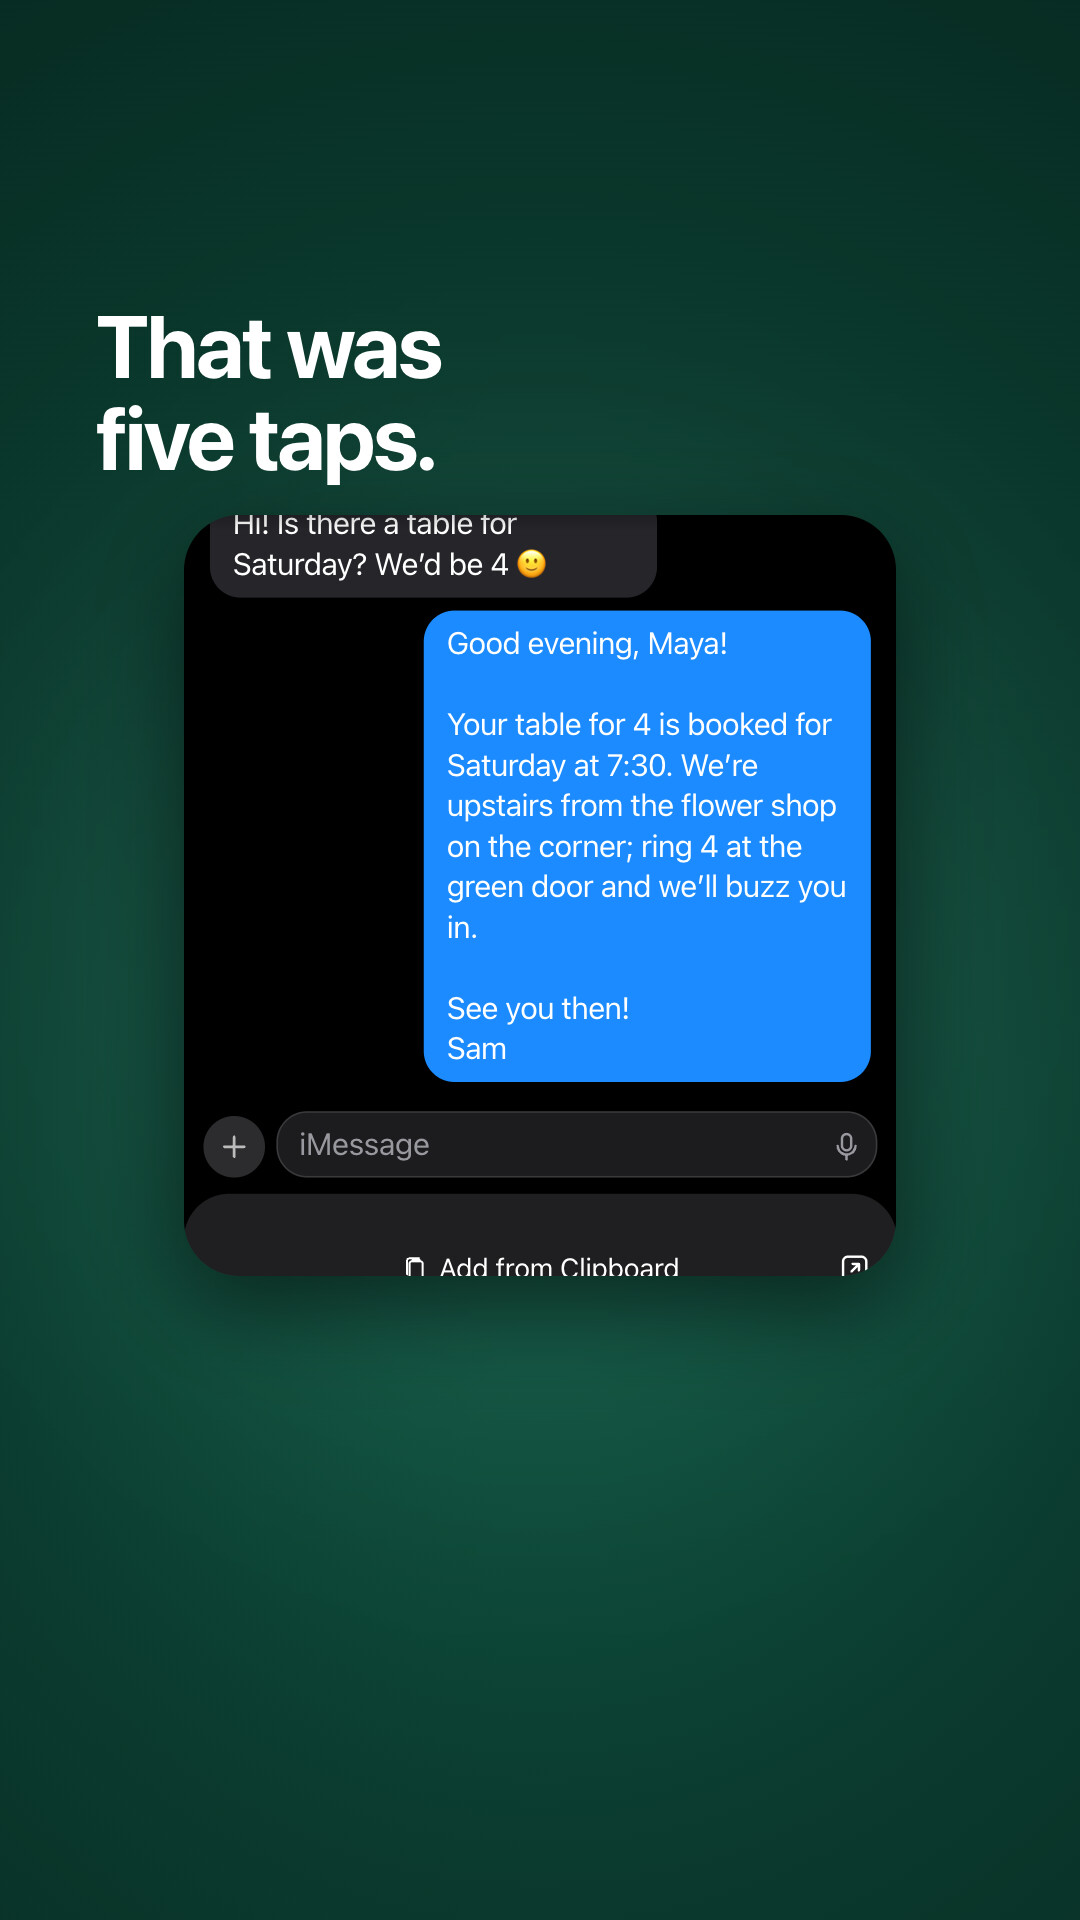 That was
five taps.
Hi! Is there a table for
Saturday? We’d be 4 🙂
Good evening, Maya!
Your table for 4 is booked for
Saturday at 7:30. We’re
upstairs from the flower shop
on the corner; ring 4 at the
green door and we’ll buzz you
in.
See you then!
Sam
iMessage
Add from Clipboard